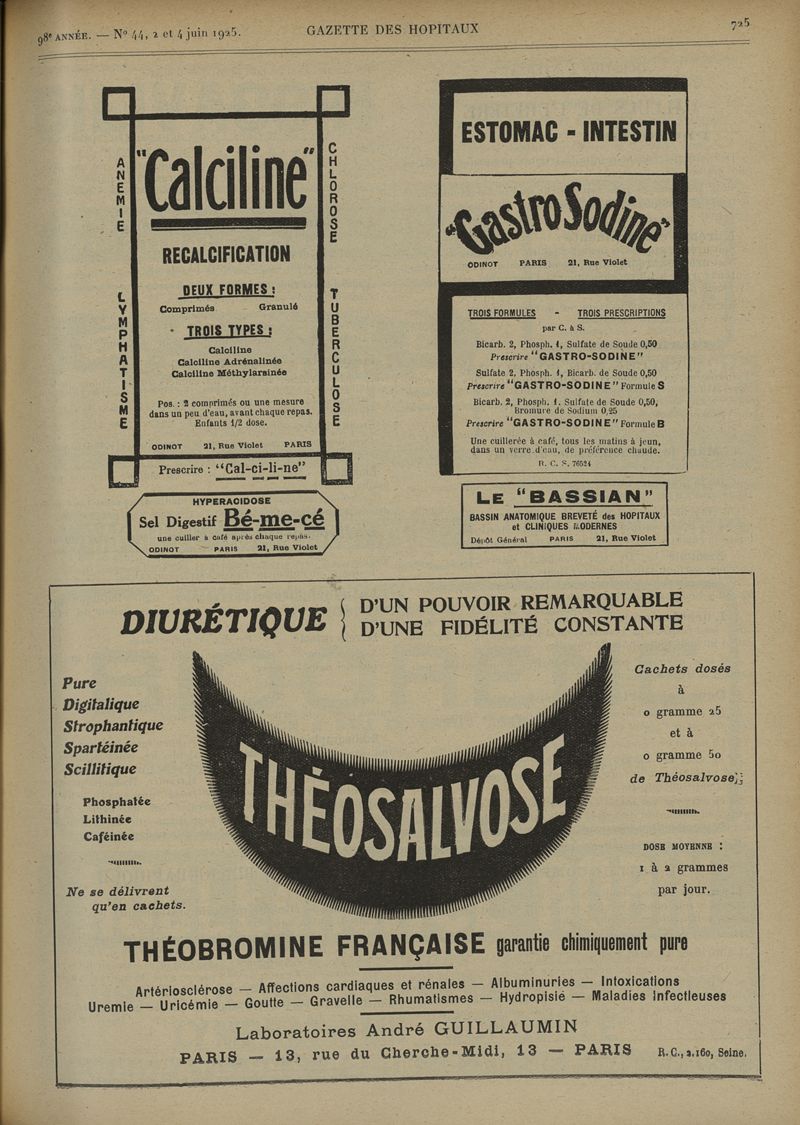 98e ANNÉE. — No 44, 2 et 4 juin 1925.
GAZETTE DES HOPITAUX
725
ANEMIE
LYMPHATISME
"Calciline"
RECALCIFICATION
DEUX FORMES :
Comprimés Granulé
TROIS TYPES :
Calciline
Calciline Adrénalinée
Calciline Méthylarsinée
Pos. : 2 comprimés ou une mesure
dans un peu d'eau, avant chaque repas.
Enfants 1/2 dose.
ODINOT 21, Rue Violet PARIS
CHLOROSE
TUBERCULOSE
Prescrire : "Cal-ci-li-ne"
HYPERACIDOSE
Sel Digestif Bé-me-cé
une cuiller à café après chaque repas.
ODINOT — PARIS 21, Rue Violet
ESTOMAC - INTESTIN
"GastroSodine"
ODINOT PARIS 21, Rue Violet
TROIS FORMULES - TROIS PRESCRIPTIONS
par C. à S.
Bicarb. 2, Phosph. 1, Sulfate de Soude 0,50
Prescrire "GASTRO-SODINE"
Sulfate 2, Phosph. 1, Bicarb. de Soude 0,50
Prescrire "GASTRO-SODINE" Formule S
Bicarb. 2, Phosph. 1. Sulfate de Soude 0,50,
Bromure de Sodium 0,25
Prescrire "GASTRO-SODINE" Formule B
Une cuillerée à café, tous les matins à jeun,
dans un verre d'eau, de préférence chaude.
R. C. S. 76524
LE "BASSIAN"
BASSIN ANATOMIQUE BREVETÉ des HOPITAUX
et CLINIQUES MODERNES
Dépôt Général PARIS 21, Rue Violet
DIURÉTIQUE
D'UN POUVOIR REMARQUABLE
D'UNE FIDÉLITÉ CONSTANTE
Pure
Digitalique
Strophantique
Spartéinée
Scillitique
Phosphatée
Lithinée
Caféinée
Ne se délivrent
qu'en cachets.
THÉOSALVOSE
Cachets dosés
à
0 gramme 25
et à
0 gramme 50
de Théosalvose
DOSE MOYENNE :
1 à 2 grammes
par jour.
THÉOBROMINE FRANÇAISE garantie chimiquement pure
Artériosclérose — Affections cardiaques et rénales — Albuminuries — Intoxications
Uremie — Uricémie — Goutte — Gravelle — Rhumatismes — Hydropisie — Maladies Infectieuses
Laboratoires André GUILLAUMIN
PARIS — 13, rue du Cherche-Midi, 13 — PARIS R. C., 2.160, Seine.